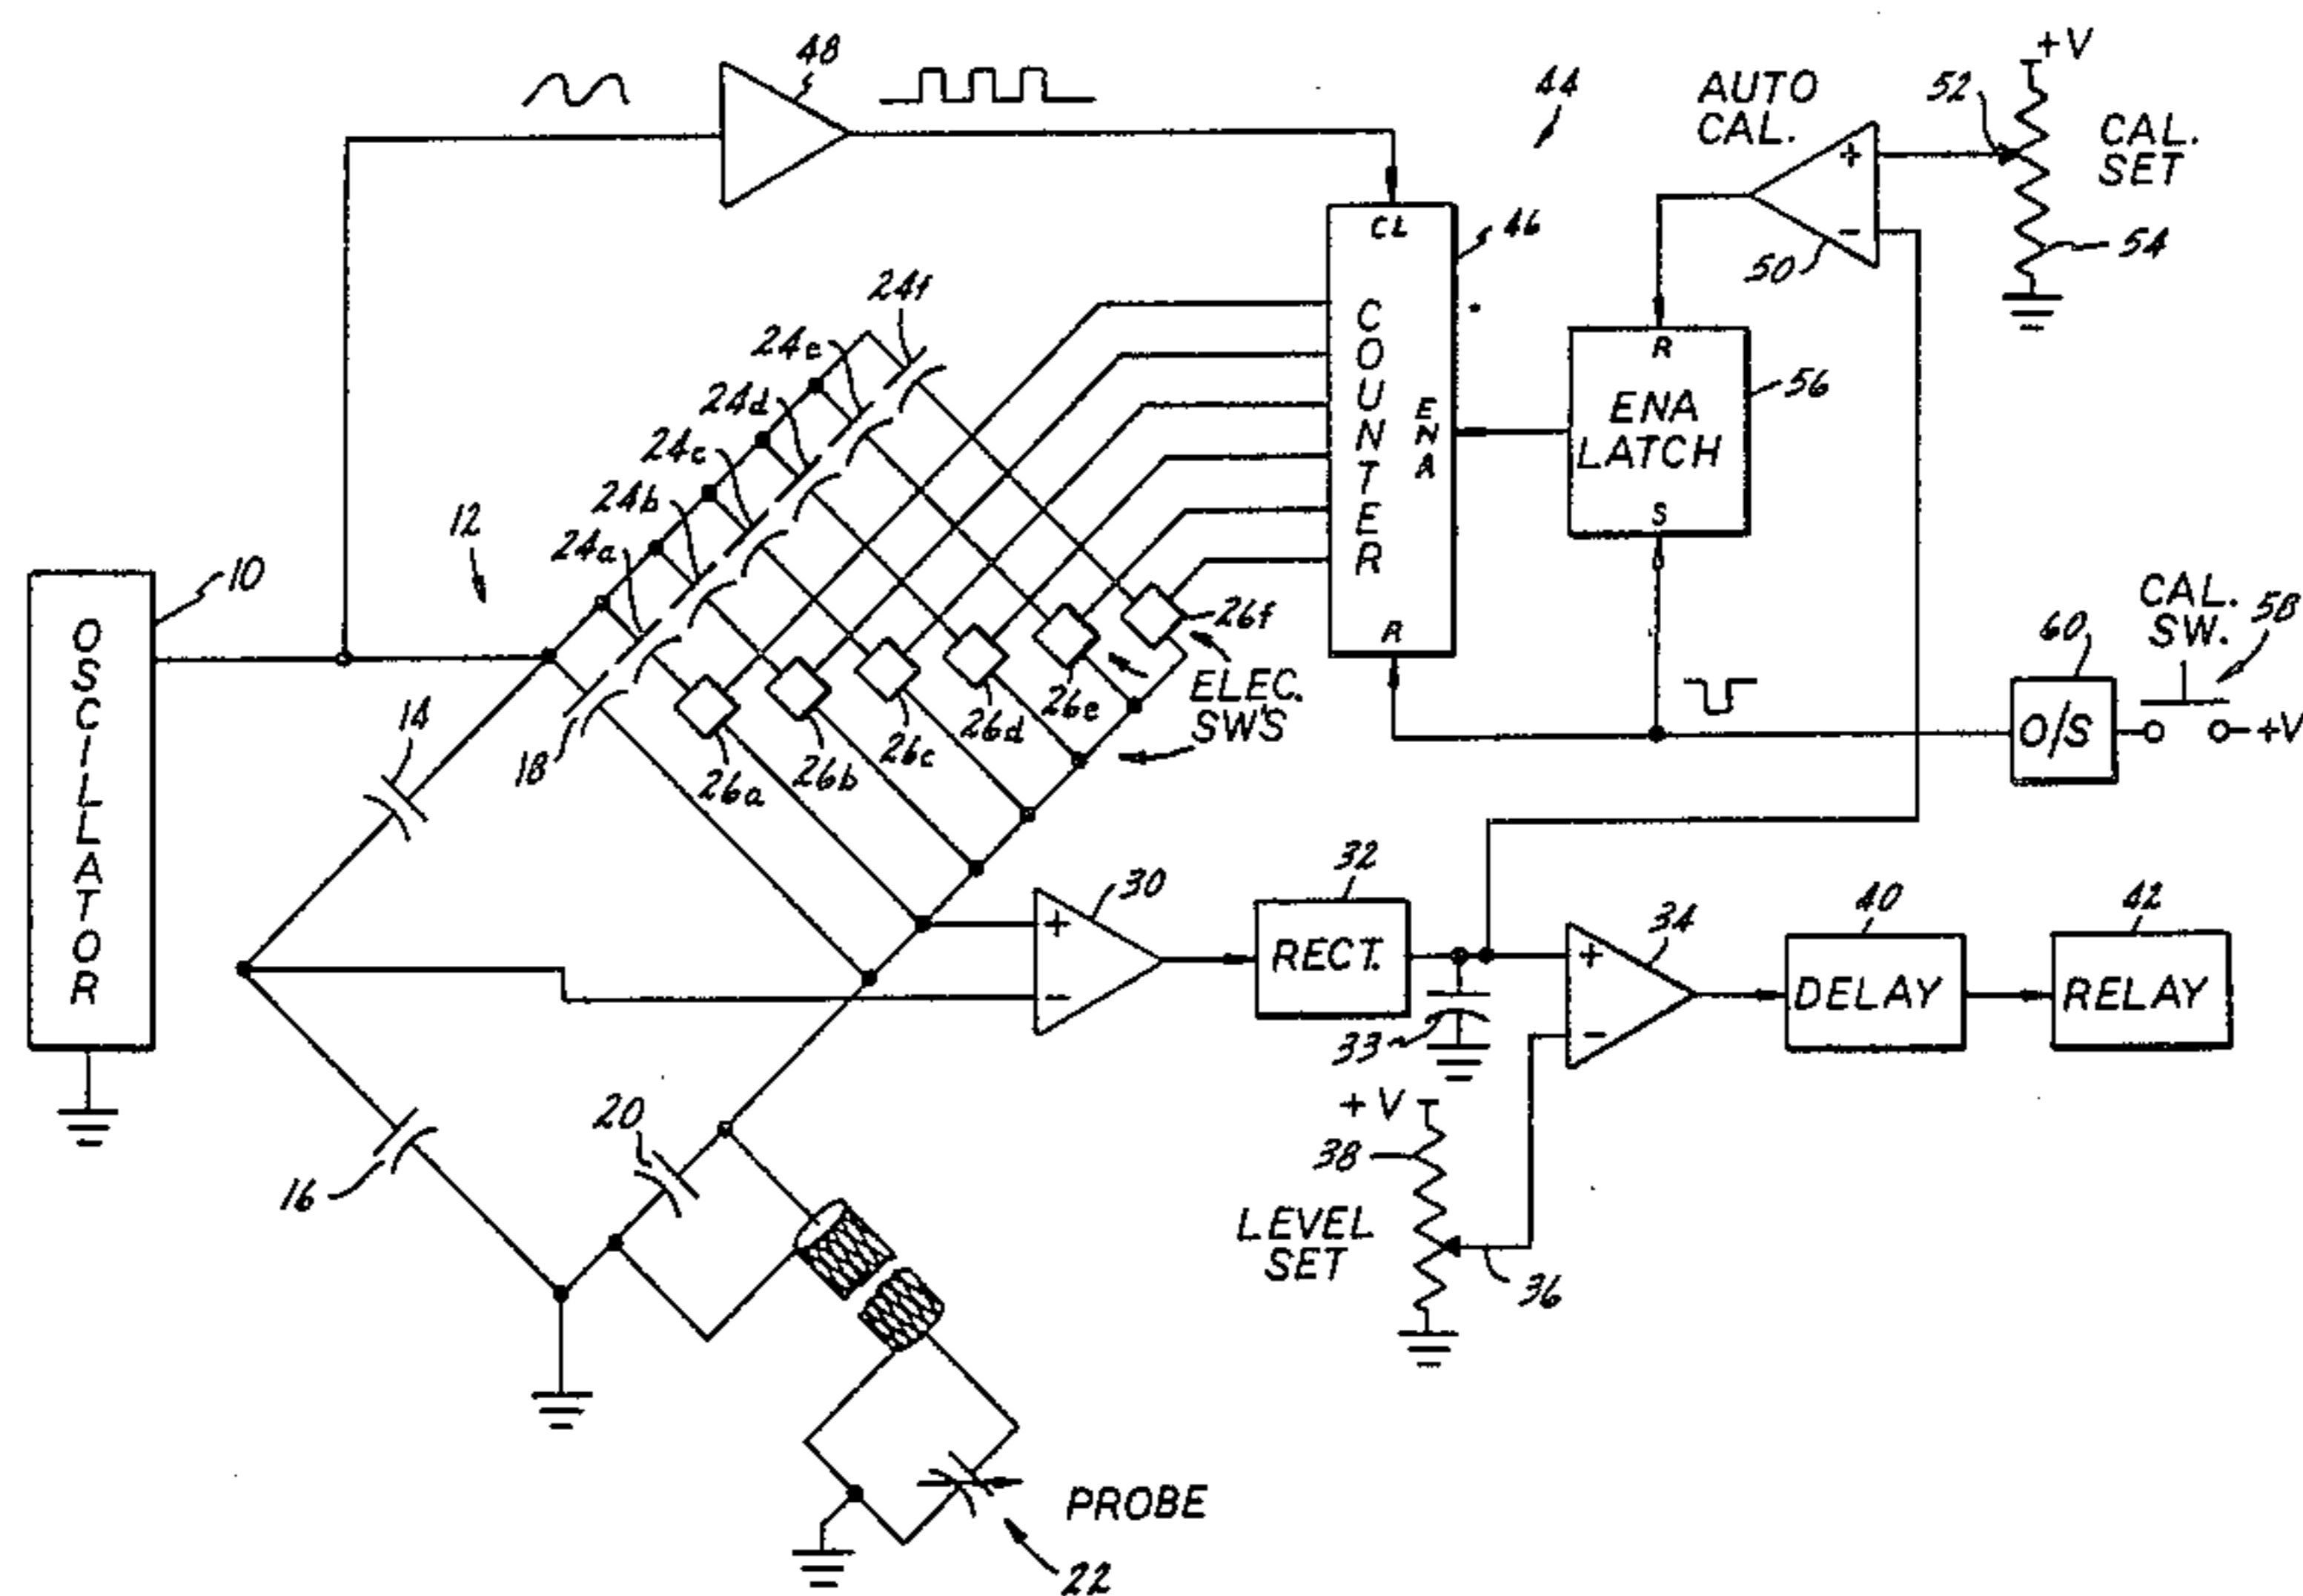 48
44
+V
AUTO
CAL.
52
CAL.
SET
CL
46
50
54
24f
24e
24d
24c
24b
24a
12
10
OSCILLATOR
COUNTER
ENA
R
R
ENA
LATCH
S
56
14
18
26a
26b
26c
26d
26e
26f
ELEC.
SW'S
CAL.
SW.
58
60
O/S
+V
30
32
RECT.
33
34
40
DELAY
42
RELAY
+V
38
LEVEL
SET
36
+
-
+
-
+
-
16
20
PROBE
22